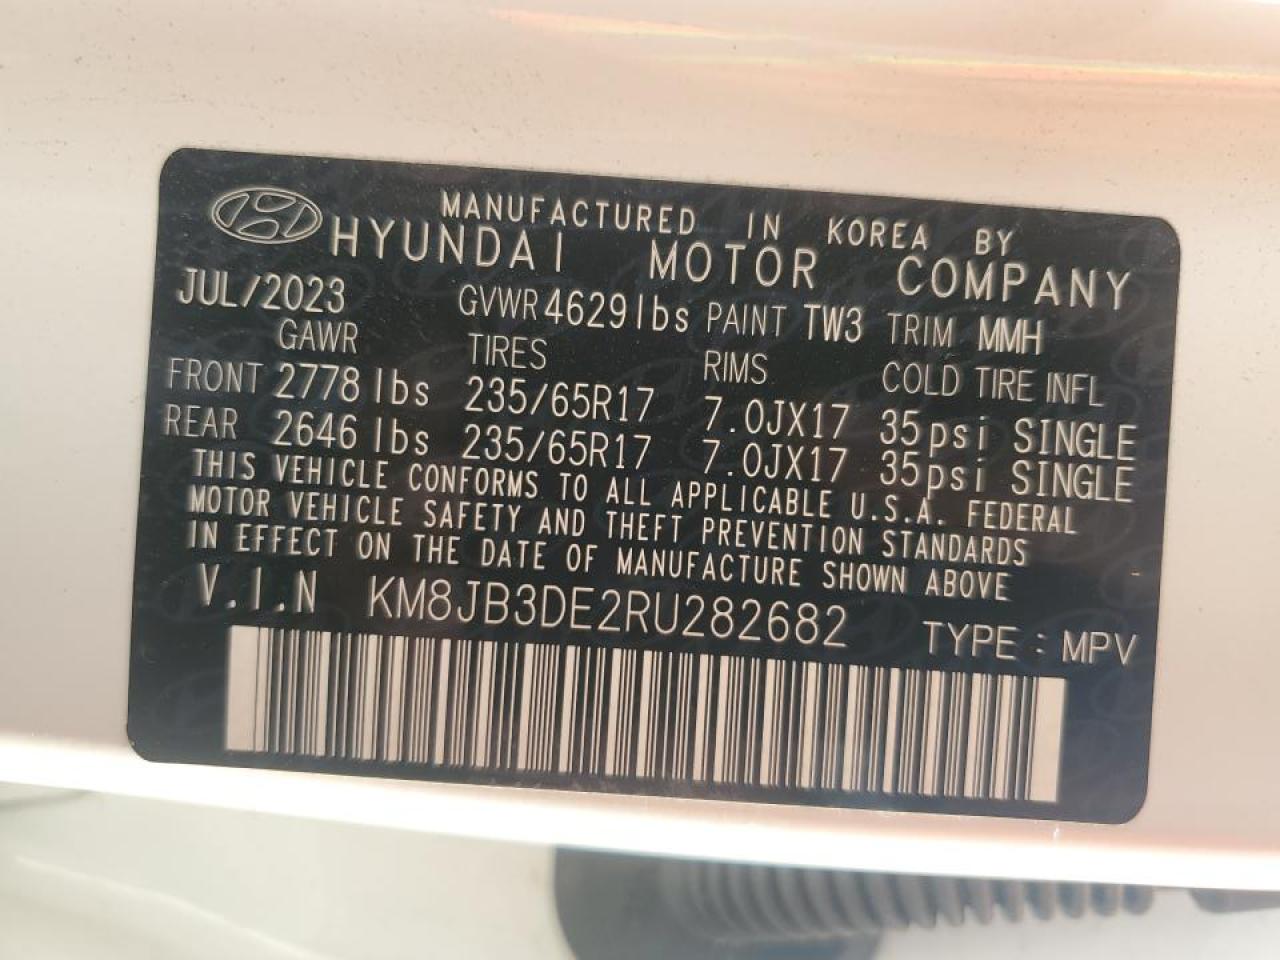 MANUFACTURED IN KOREA BY
HYUNDAI MOTOR COMPANY
JUL/2023 GVWR 4629lbs PAINT TW3 TRIM MMH
GAWR TIRES RIMS COLD TIRE INFL
FRONT 2778 lbs 235/65R17 7.0JX17 35psi SINGLE
REAR 2646 lbs 235/65R17 7.0JX17 35psi SINGLE
THIS VEHICLE CONFORMS TO ALL APPLICABLE U.S.A. FEDERAL
MOTOR VEHICLE SAFETY AND THEFT PREVENTION STANDARDS
IN EFFECT ON THE DATE OF MANUFACTURE SHOWN ABOVE
V.I.N KM8JB3DE2RU282682 TYPE : MPV